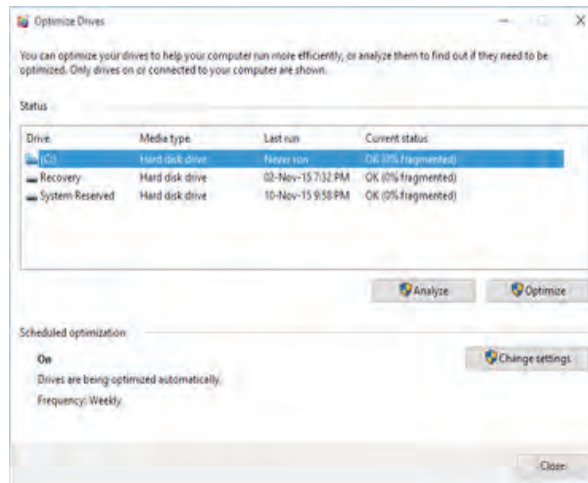 Optimize Drives
You can optimize your drives to help your computer run more efficiently, or analyze them to find out if they need to be
optimized. Only drives on or connected to your computer are shown.
Status
Drive Media type Last run Current status
(C:) Hard disk drive Never run OK (0% fragmented)
Recovery Hard disk drive 02-Nov-15 7:32 PM OK (0% fragmented)
System Reserved Hard disk drive 10-Nov-15 9:58 PM OK (0% fragmented)
Analyze Optimize
Scheduled optimization
On Change settings
Drives are being optimized automatically.
Frequency: Weekly
Close